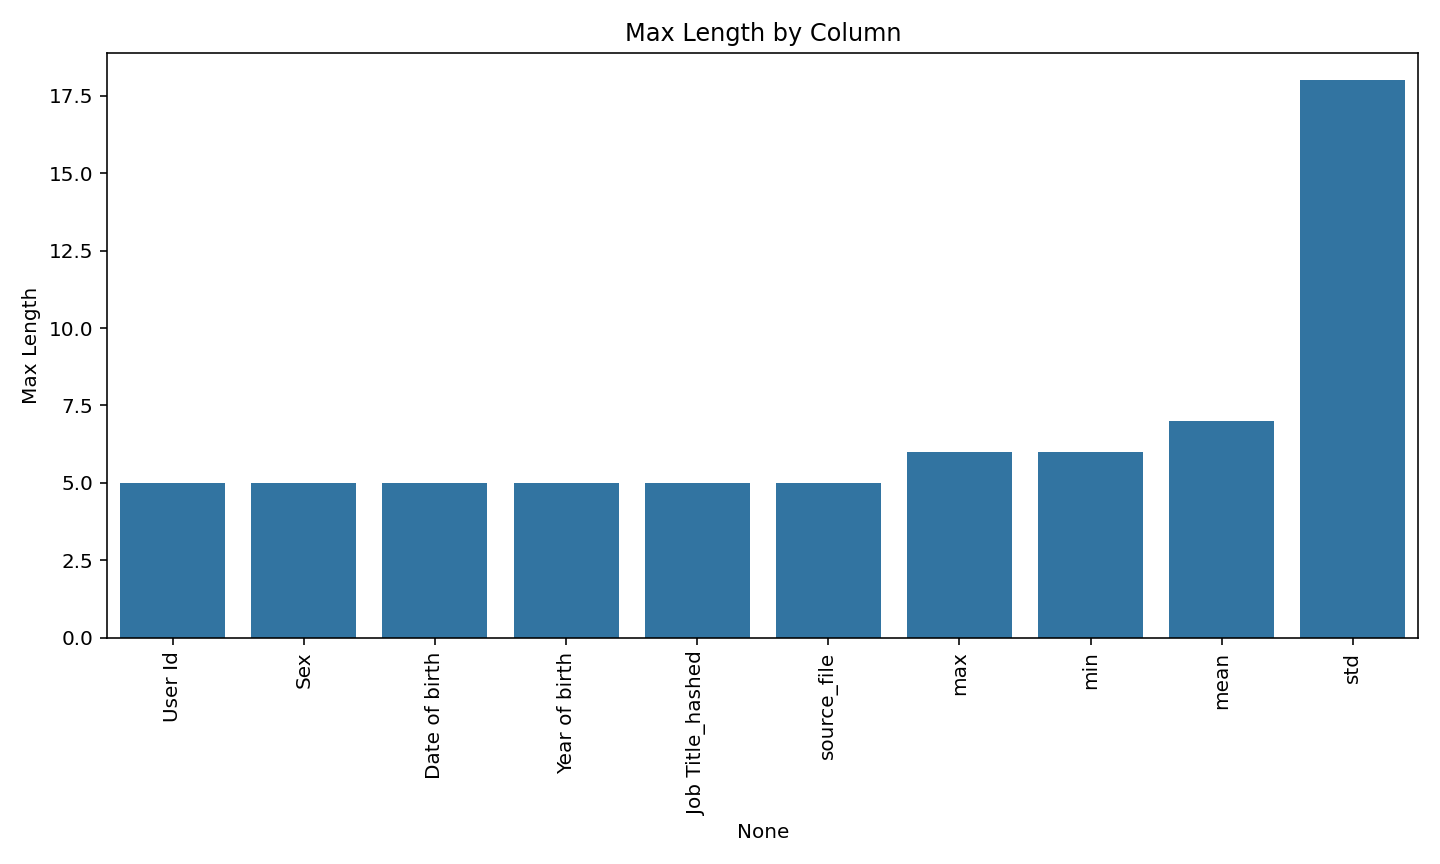 Max Length by Column
Max Length
17.5
15.0
12.5
10.0
7.5
5.0
2.5
0.0
User Id
Sex
Date of birth
Year of birth
Job Title_hashed
source_file
max
min
mean
std
None